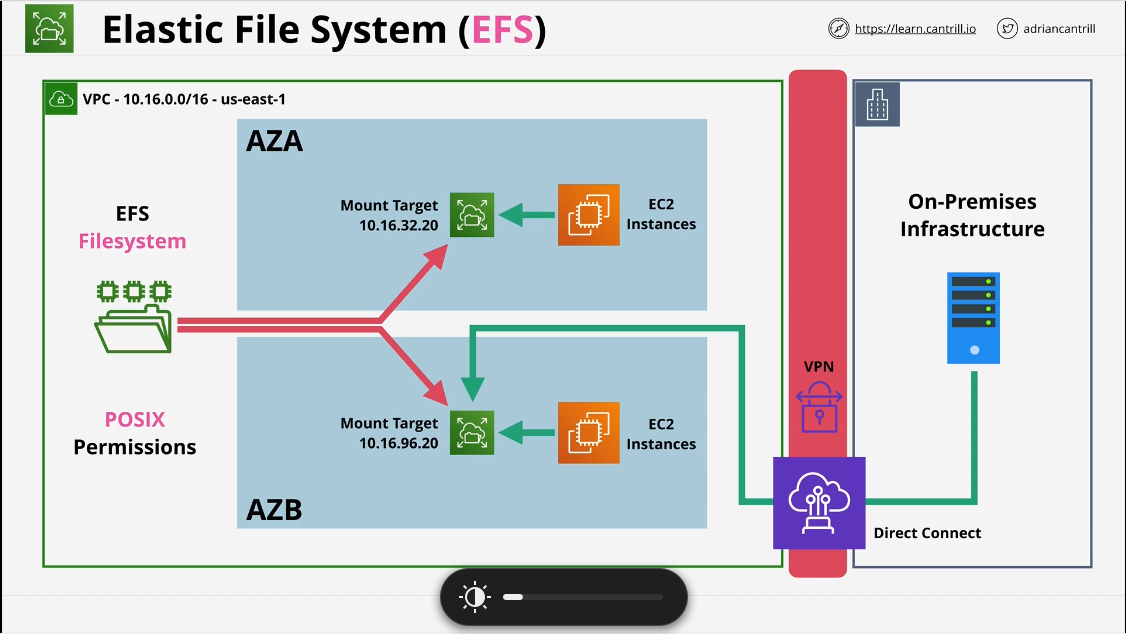 Elastic File System (EFS)
https://learn.cantrill.io
adriancantrill
VPC - 10.16.0.0/16 - us-east-1
AZA
Mount Target
10.16.32.20
EC2
Instances
EFS
Filesystem
POSIX
Permissions
Mount Target
10.16.96.20
EC2
Instances
AZB
VPN
On-Premises
Infrastructure
Direct Connect